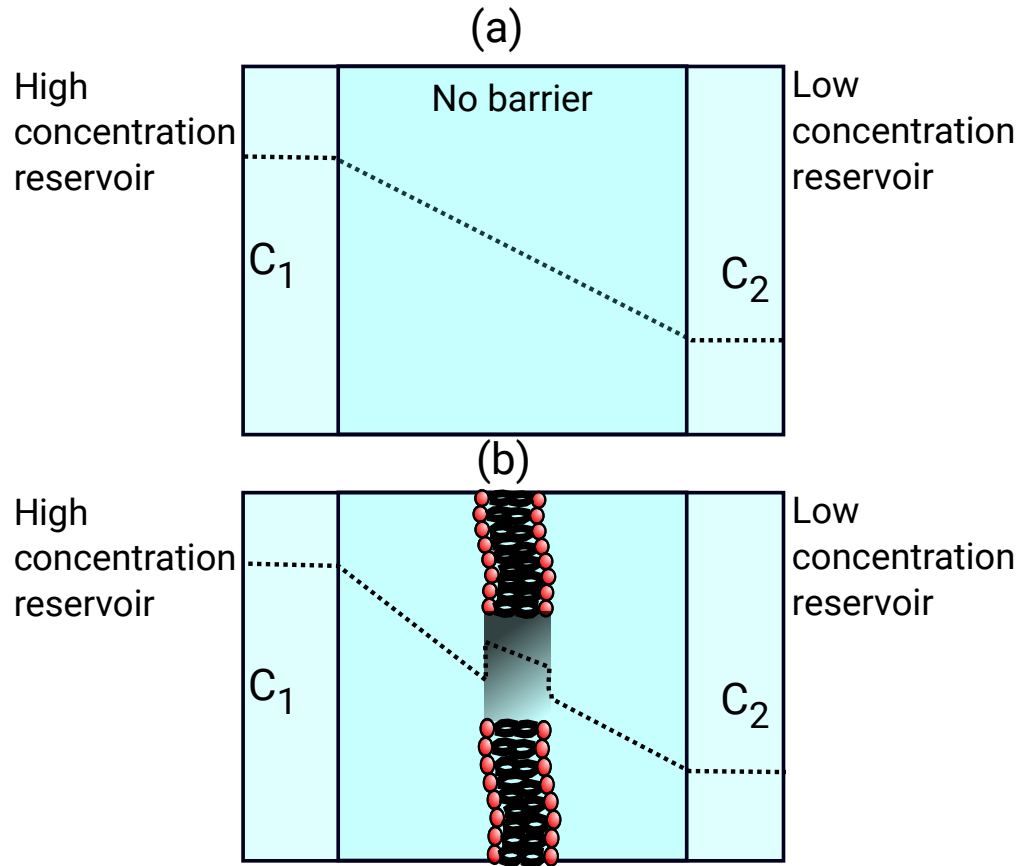 (a)
High
concentration
reservoir
No barrier
Low
concentration
reservoir
C1
C2
(b)
High
concentration
reservoir
Low
concentration
reservoir
C1
C2